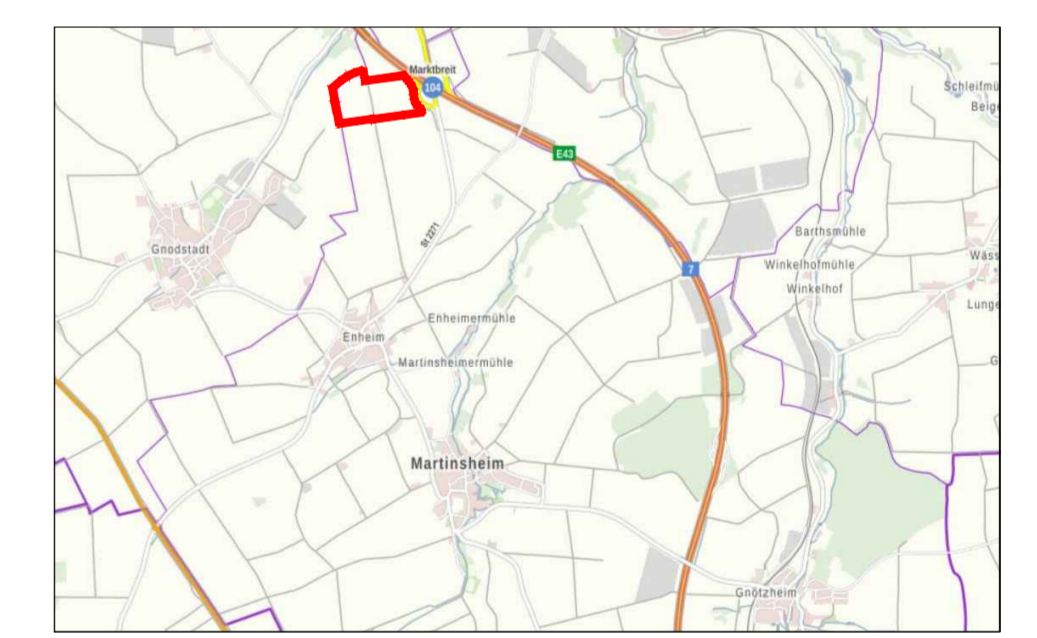 Marktbreit
104
Schleifmü
Beige
E43
Barthsmühle
St 2271
Gnodstadt
Wäss
Winkelhofmühle
7
Winkelhof
Lunge
Enheimermühle
Enheim
Martinsheimermühle
G
Martinsheim
Gnötzheim